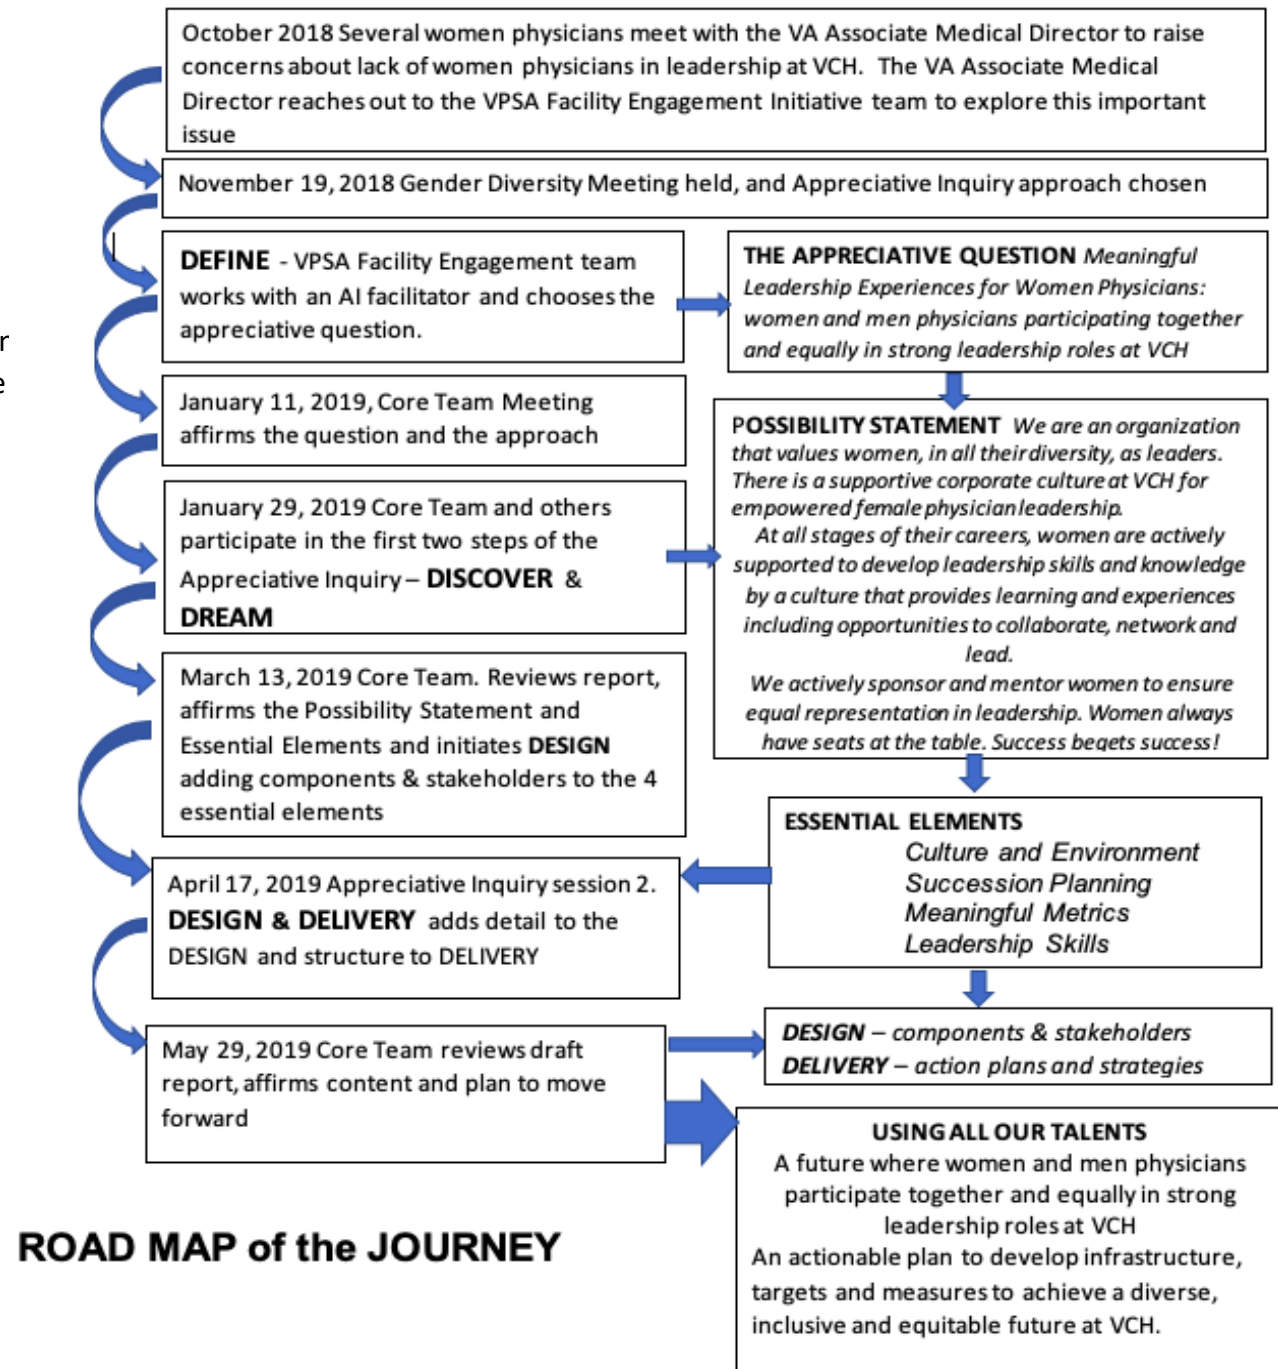 October 2018 Several women physicians meet with the VA Associate Medical Director to raise
concerns about lack of women physicians in leadership at VCH. The VA Associate Medical
Director reaches out to the VPSA Facility Engagement Initiative team to explore this important
issue
November 19, 2018 Gender Diversity Meeting held, and Appreciative Inquiry approach chosen
DEFINE - VPSA Facility Engagement team
works with an AI facilitator and chooses the
appreciative question.
THE APPRECIATIVE QUESTION Meaningful
Leadership Experiences for Women Physicians:
women and men physicians participating together
and equally in strong leadership roles at VCH
r
e
January 11, 2019, Core Team Meeting
affirms the question and the approach
POSSIBILITY STATEMENT We are an organization
that values women, in all their diversity, as leaders.
There is a supportive corporate culture at VCH for
empowered female physician leadership.
At all stages of their careers, women are actively
supported to develop leadership skills and knowledge
by a culture that provides learning and experiences
including opportunities to collaborate, network and
lead.
We actively sponsor and mentor women to ensure
equal representation in leadership. Women always
have seats at the table. Success begets success!
January 29, 2019 Core Team and others
participate in the first two steps of the
Appreciative Inquiry – DISCOVER &
DREAM
March 13, 2019 Core Team. Reviews report,
affirms the Possibility Statement and
Essential Elements and initiates DESIGN
adding components & stakeholders to the 4
essential elements
ESSENTIAL ELEMENTS
Culture and Environment
Succession Planning
Meaningful Metrics
Leadership Skills
April 17, 2019 Appreciative Inquiry session 2.
DESIGN & DELIVERY adds detail to the
DESIGN and structure to DELIVERY
DESIGN – components & stakeholders
DELIVERY – action plans and strategies
May 29, 2019 Core Team reviews draft
report, affirms content and plan to move
forward
USING ALL OUR TALENTS
A future where women and men physicians
participate together and equally in strong
leadership roles at VCH
An actionable plan to develop infrastructure,
targets and measures to achieve a diverse,
inclusive and equitable future at VCH.
ROAD MAP of the JOURNEY